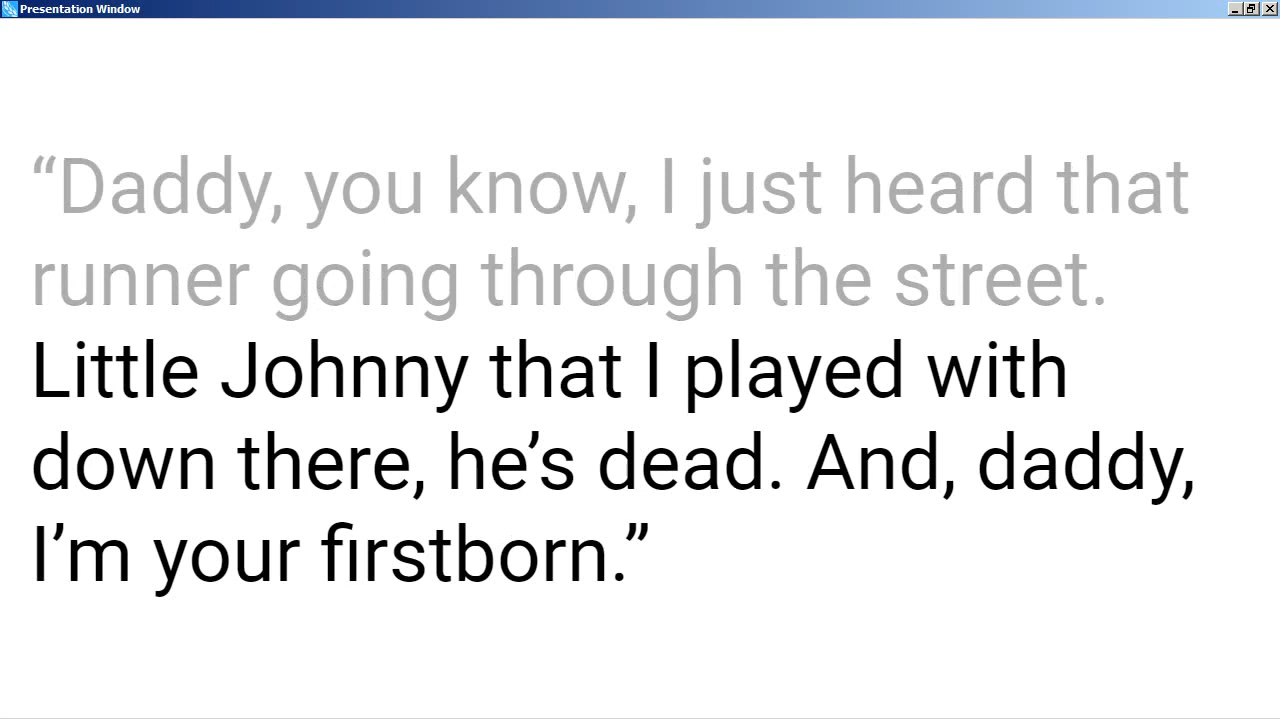 Presentation Window
“Daddy, you know, I just heard that
runner going through the street.
Little Johnny that I played with
down there, he’s dead. And, daddy,
I’m your firstborn.”